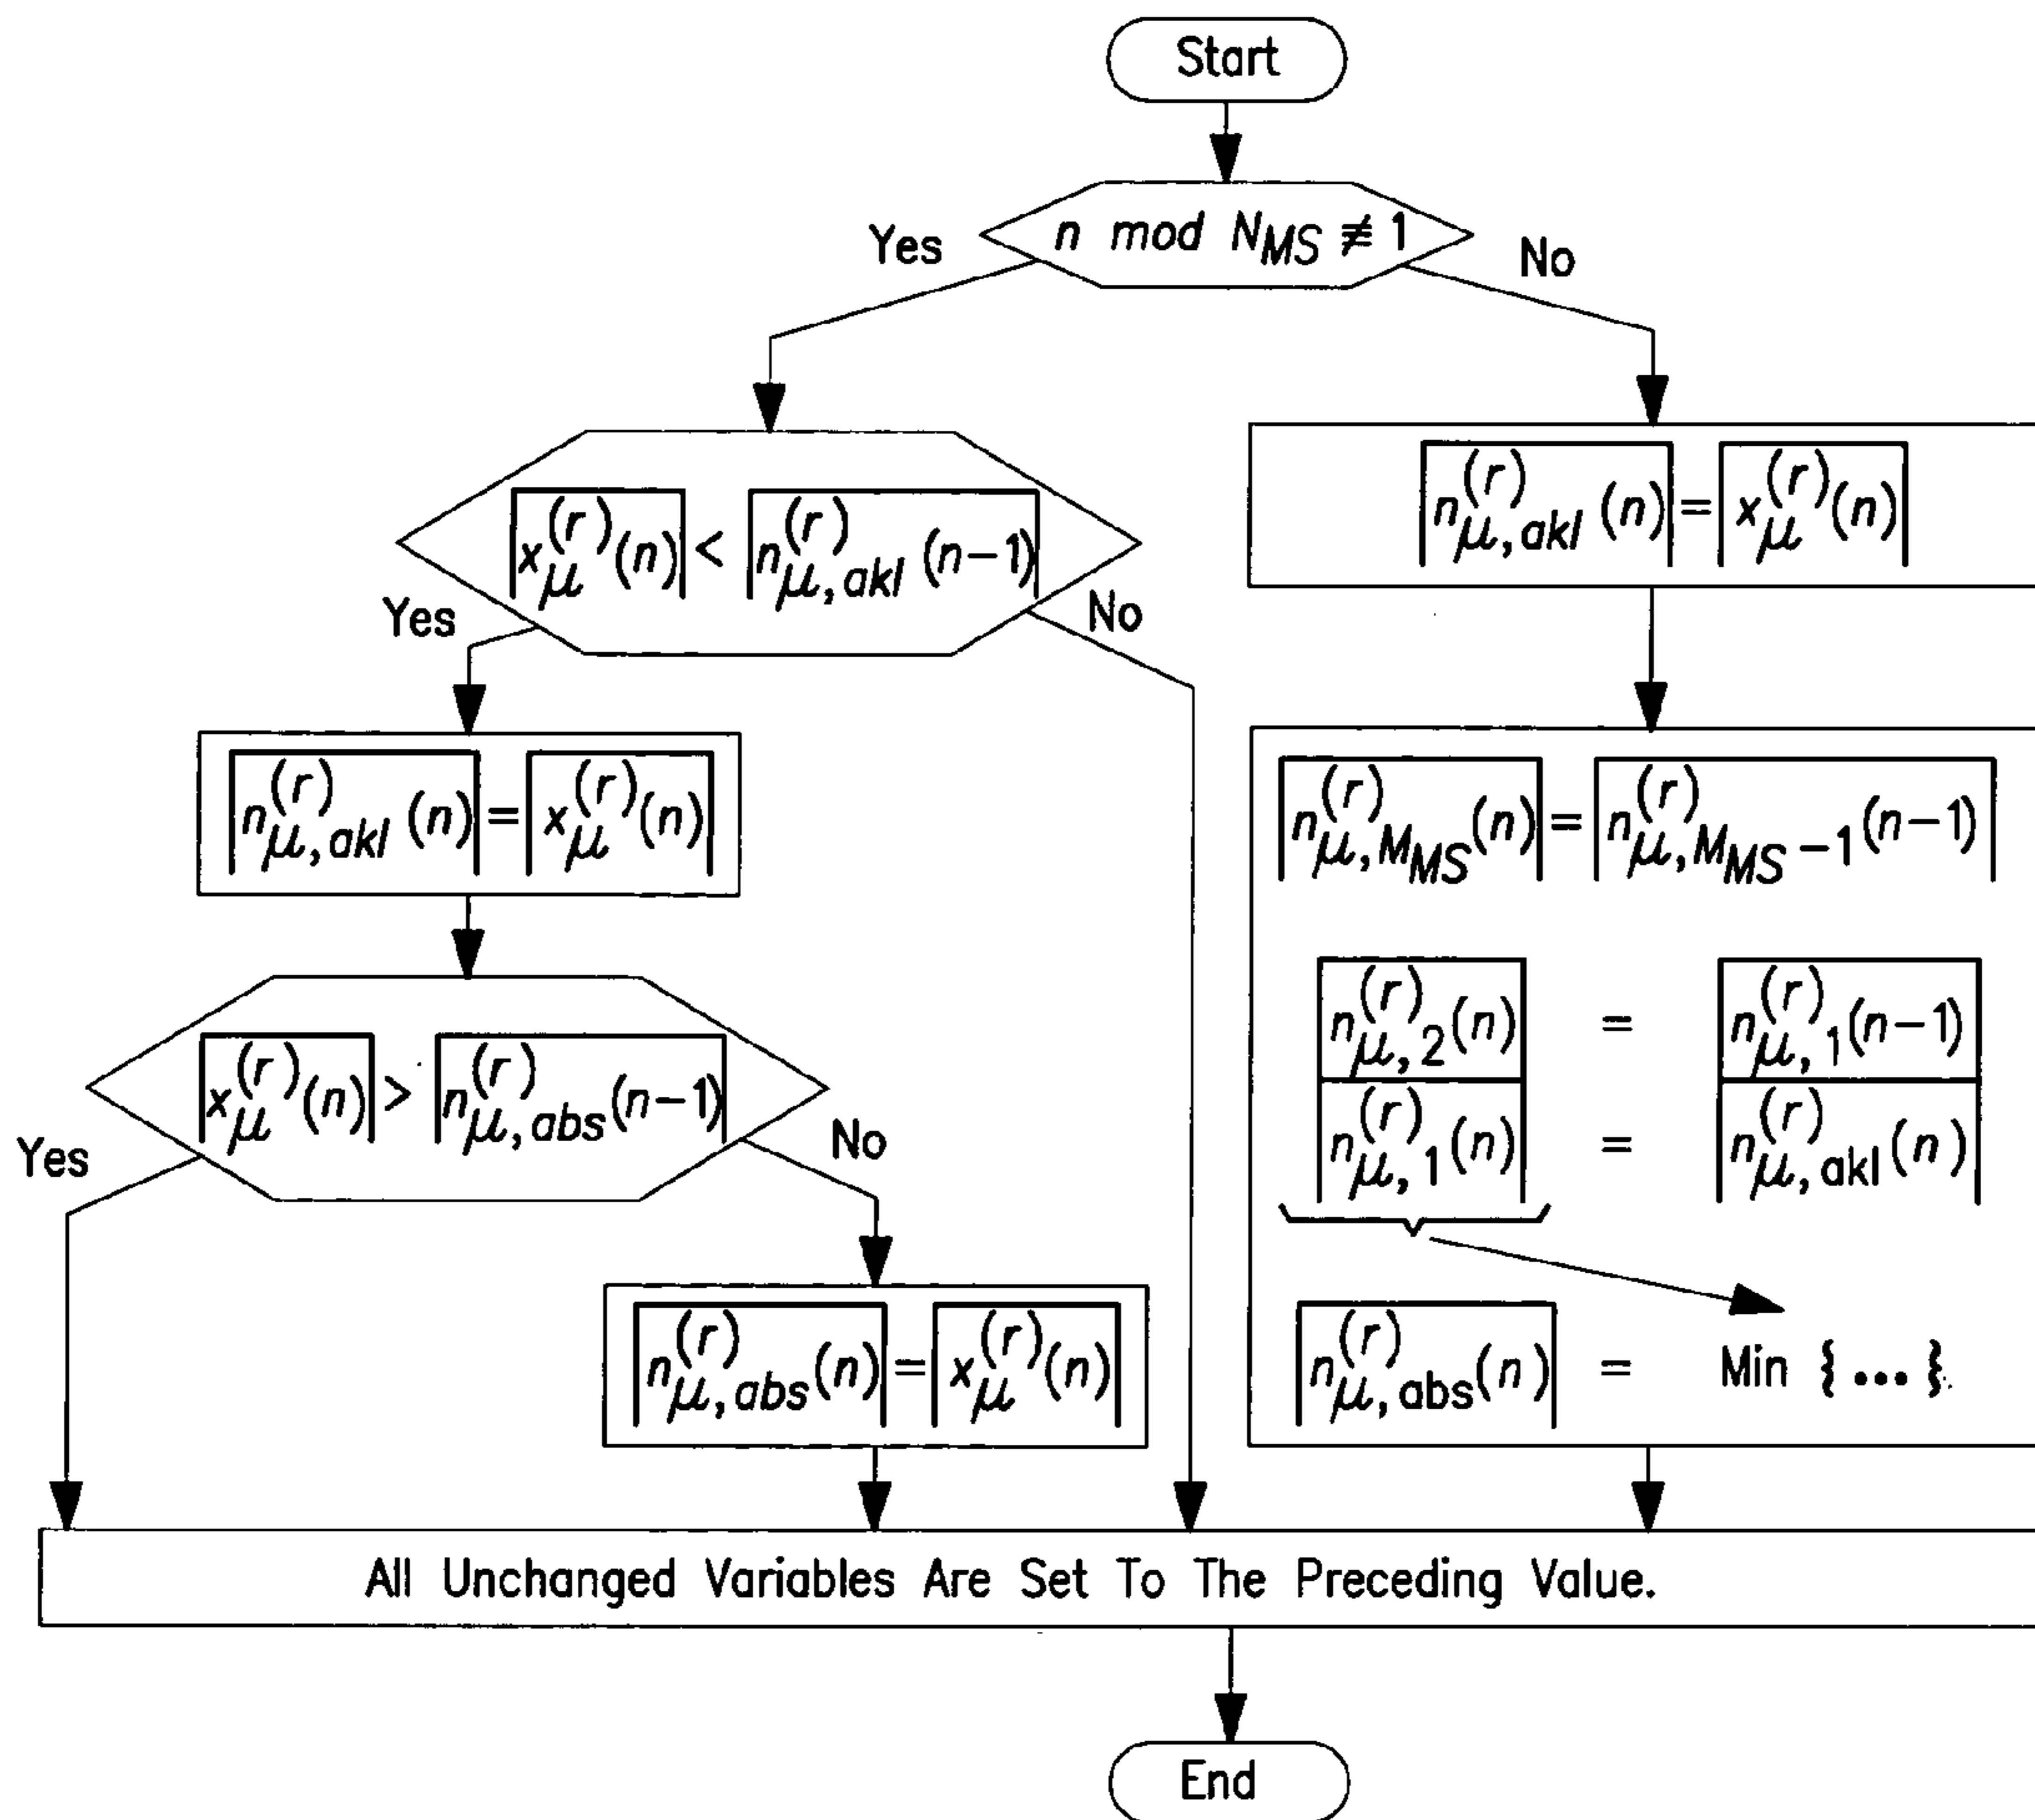 Start
n mod N_MS ≢ 1
Yes
No
|x_μ^(r)(n)| < |n_μ,akl^(r)(n−1)|
Yes
No
|n_μ,akl^(r)(n)| = |x_μ^(r)(n)|
|n_μ,akl^(r)(n)| = |x_μ^(r)(n)|
|x_μ^(r)(n)| > |n_μ,abs^(r)(n−1)|
Yes
No
|n_μ,abs^(r)(n)| = |x_μ^(r)(n)|
|n_μ,M_MS^(r)(n)| = |n_μ,M_MS−1^(r)(n−1)|
|n_μ,2^(r)(n)| = |n_μ,1^(r)(n−1)|
|n_μ,1^(r)(n)| = |n_μ,akl^(r)(n)|
|n_μ,abs^(r)(n)| = Min {...}
All Unchanged Variables Are Set To The Preceding Value.
End